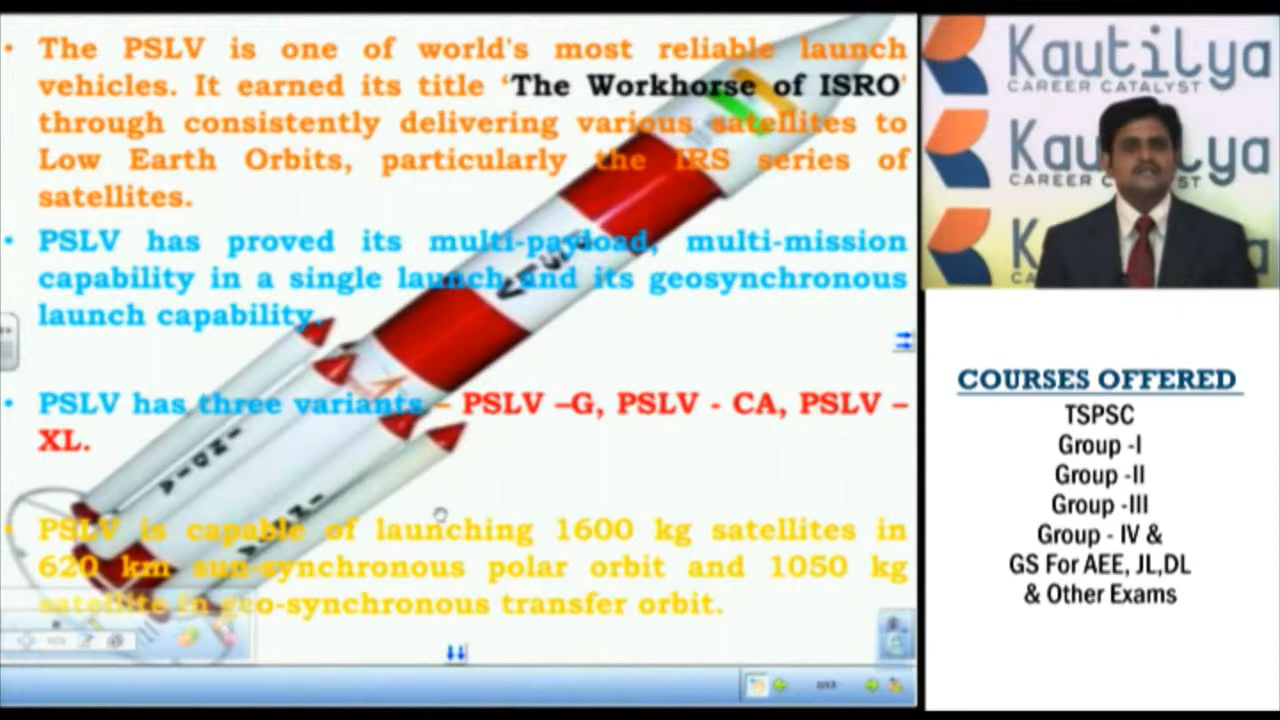 • The PSLV is one of world's most reliable launch
vehicles. It earned its title ‘The Workhorse of ISRO'
through consistently delivering various satellites to
Low Earth Orbits, particularly the IRS series of
satellites.
• PSLV has proved its multi-payload, multi-mission
capability in a single launch and its geosynchronous
launch capability.
• PSLV has three variants – PSLV –G, PSLV - CA, PSLV –
XL.
• PSLV is capable of launching 1600 kg satellites in
620 km sun-synchronous polar orbit and 1050 kg
satellite in geo-synchronous transfer orbit.
INDIA
Kautilya
CAREER CATALYST
Kautilya
CAREER CATALYST
K
CAT
COURSES OFFERED
TSPSC
Group -I
Group -II
Group -III
Group - IV &
GS For AEE, JL,DL
& Other Exams